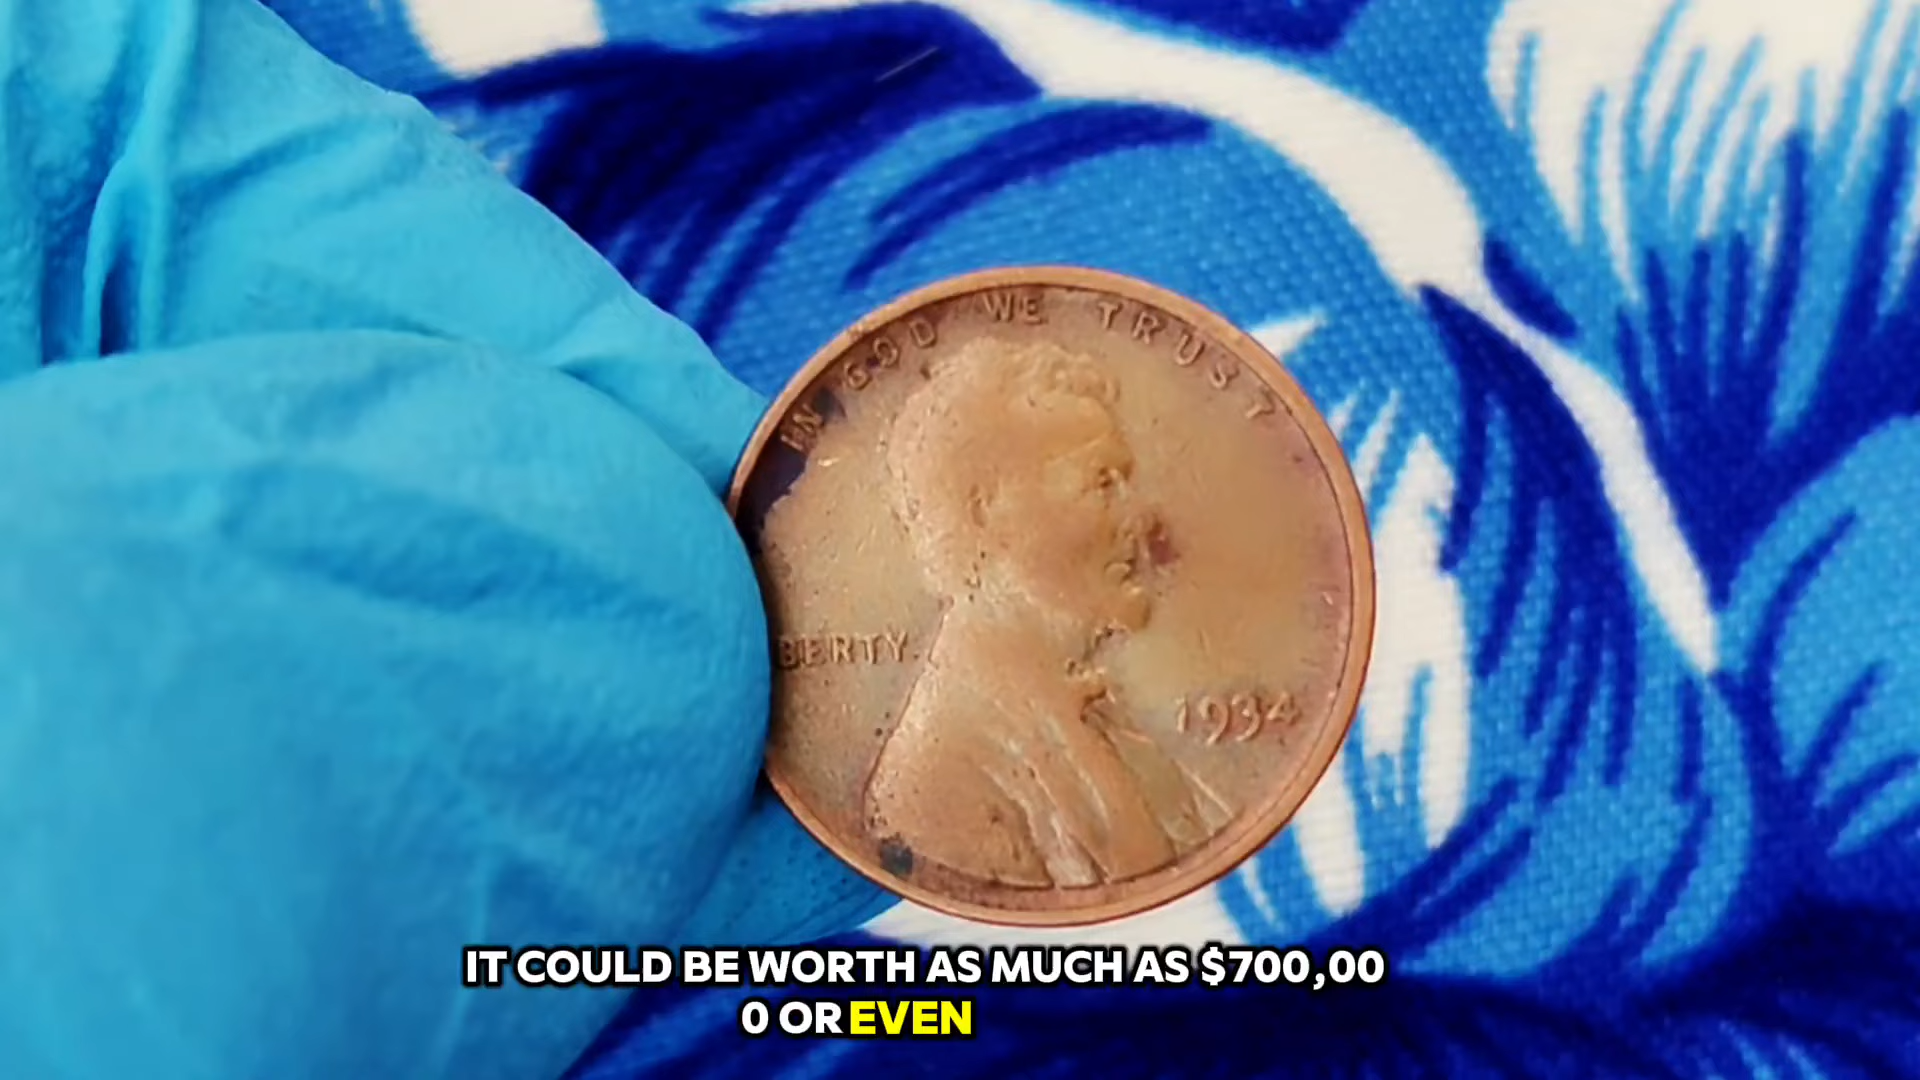 IN GOD WE TRUST
BERTY
1934
IT COULD BE WORTH AS MUCH AS $700,00
0 OR EVEN